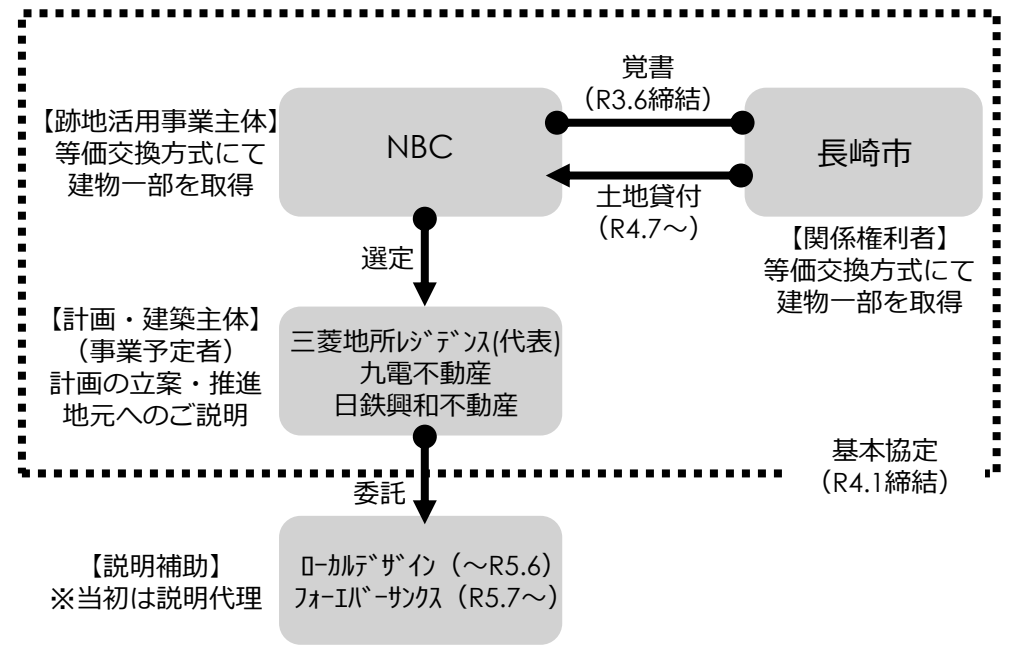 覚書
（R3.6締結）
【跡地活用事業主体】
等価交換方式にて
建物一部を取得
NBC
長崎市
土地貸付
（R4.7～）
【関係権利者】
等価交換方式にて
建物一部を取得
選定
【計画・建築主体】
（事業予定者）
計画の立案・推進
地元へのご説明
三菱地所ﾚｼﾞﾃﾞﾝｽ(代表)
九電不動産
日鉄興和不動産
基本協定
（R4.1締結）
委託
【説明補助】
※当初は説明代理
ﾛｰｶﾙﾃﾞｻﾞｲﾝ（～R5.6）
ﾌｫｰｴﾊﾞｰｻﾝｸｽ（R5.7～）